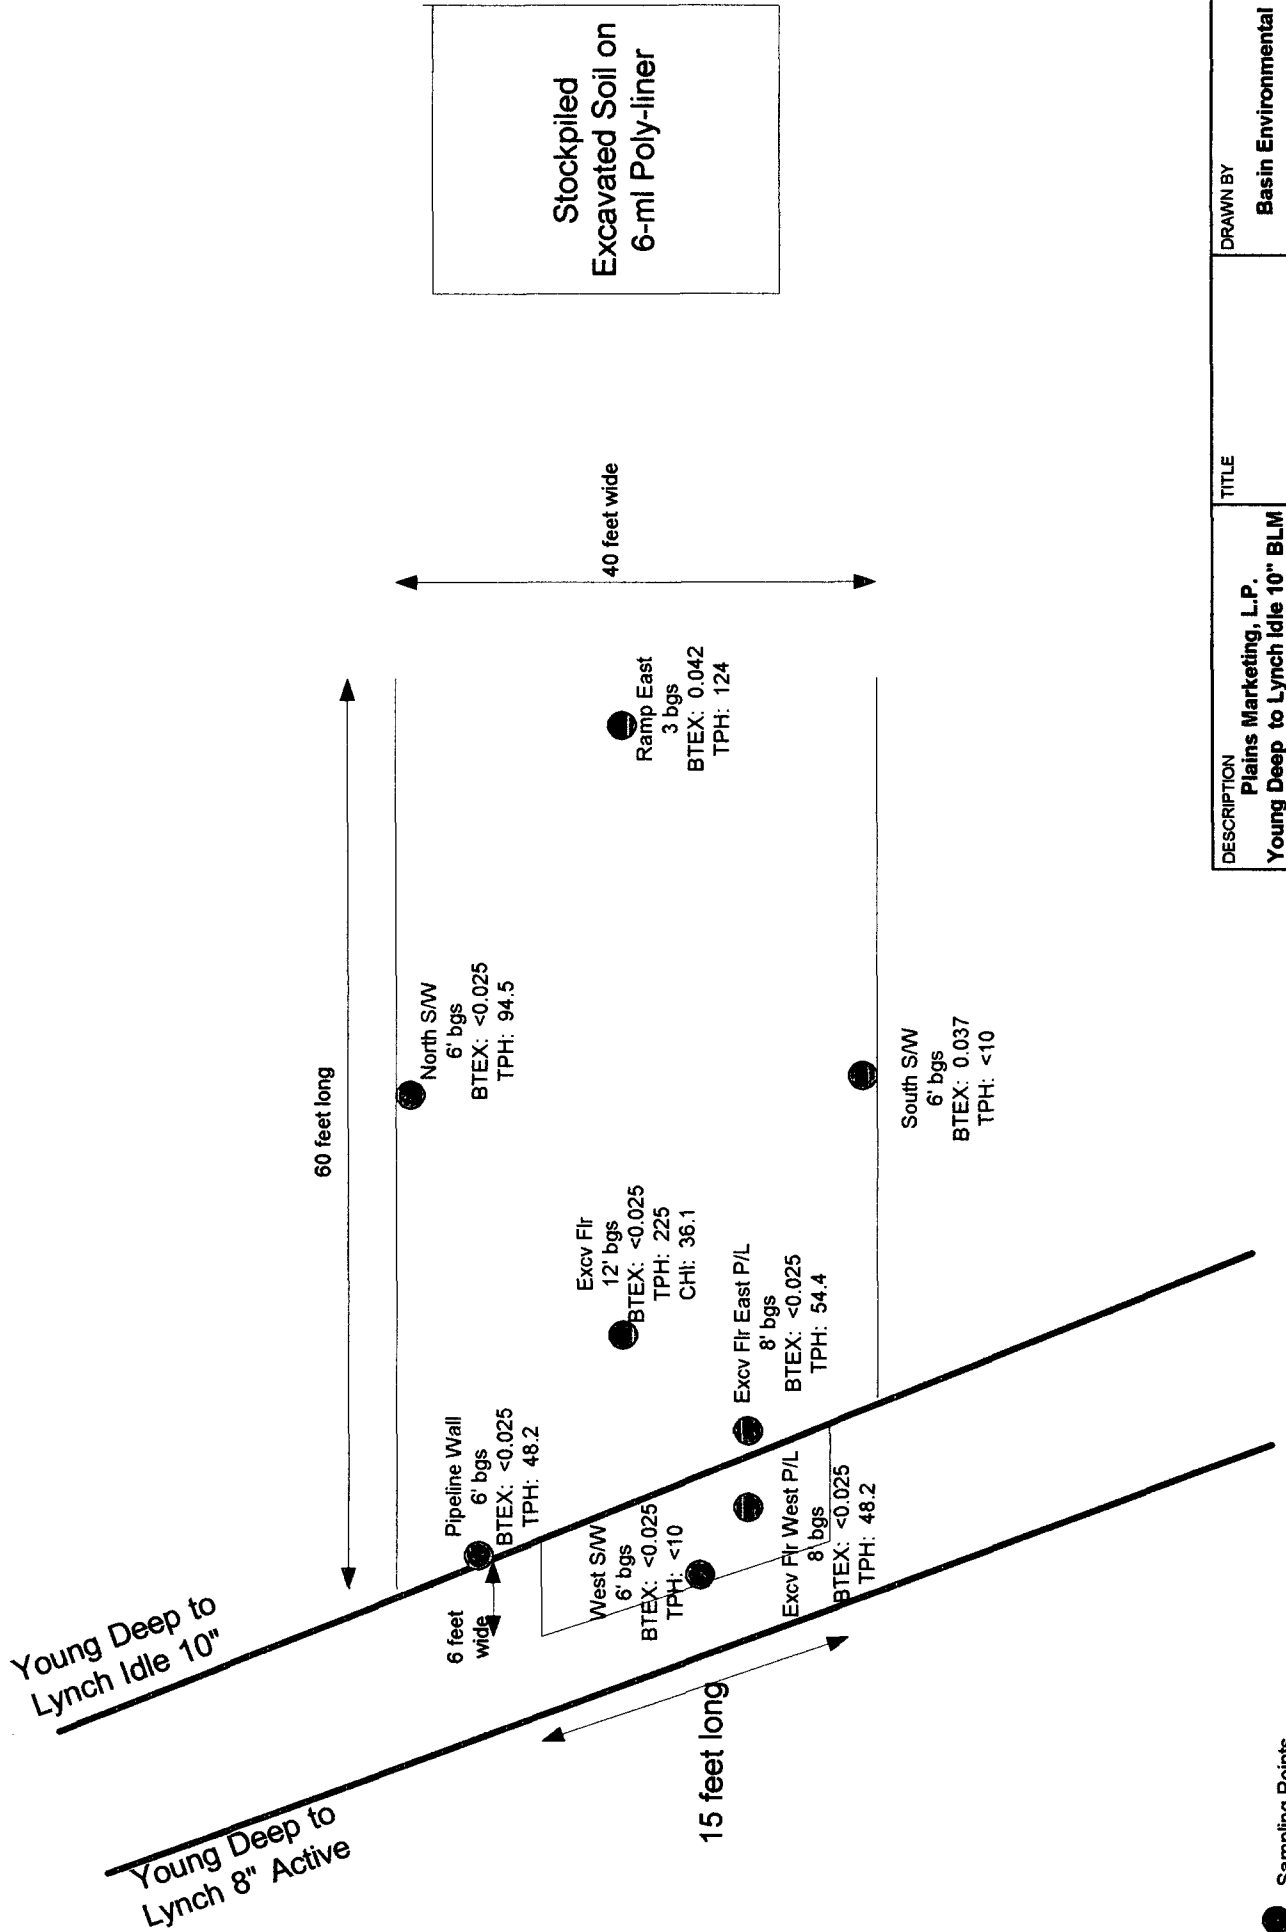 Young Deep to
Lynch Idle 10"
Young Deep to
Lynch 8" Active
60 feet long
40 feet wide
6 feet
wide
15 feet long
Pipeline Wall
6' bgs
BTEX: <0.025
TPH: 48.2
North S/W
6' bgs
BTEX: <0.025
TPH: 94.5
Excv Flr
12' bgs
BTEX: <0.025
TPH: 225
CHl: 36.1
Ramp East
3 bgs
BTEX: 0.042
TPH: 124
West S/W
6' bgs
BTEX: <0.025
TPH: <10
Excv Flr East P/L
8' bgs
BTEX: <0.025
TPH: 54.4
Excv Flr West P/L
8' bgs
BTEX: <0.025
TPH: 48.2
South S/W
6' bgs
BTEX: 0.037
TPH: <10
Stockpiled
Excavated Soil on
6-ml Poly-liner
Sampling Points
DESCRIPTION
Plains Marketing, L.P.
Young Deep to Lynch Idle 10" BLM
TITLE
DRAWN BY
Basin Environmental